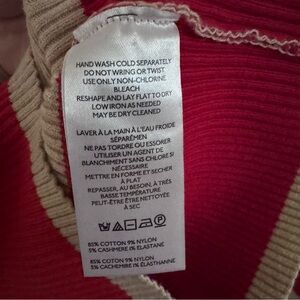 HAND WASH COLD SEPARATELY
DO NOT WRING OR TWIST
USE ONLY NON-CHLORINE
BLEACH
RESHAPE AND LAY FLAT TO DRY
LOW IRON AS NEEDED
MAY BE DRY CLEANED
LAVER À LA MAIN À L'EAU FROIDE
SÉPARÉMEN
NE PAS TORDRE OU ESSORER
UTILISER UN AGENT DE
BLANCHIMENT SANS CHLORE SI
NÉCESSAIRE
METTRE EN FORME ET SECHER
À PLAT
REPASSER, AU BESOIN, À TRÈS
BASSE TEMPÉRATURE
PEUT-ÊTRE ÊTRE NETTOYÉ
À SEC
85% COTTON 9% NYLON
5% CASHMERE 1% ELASTANE
85% COTTON 9% NYLON
5% CACHEMIRE 1% ÉLASTHANNE